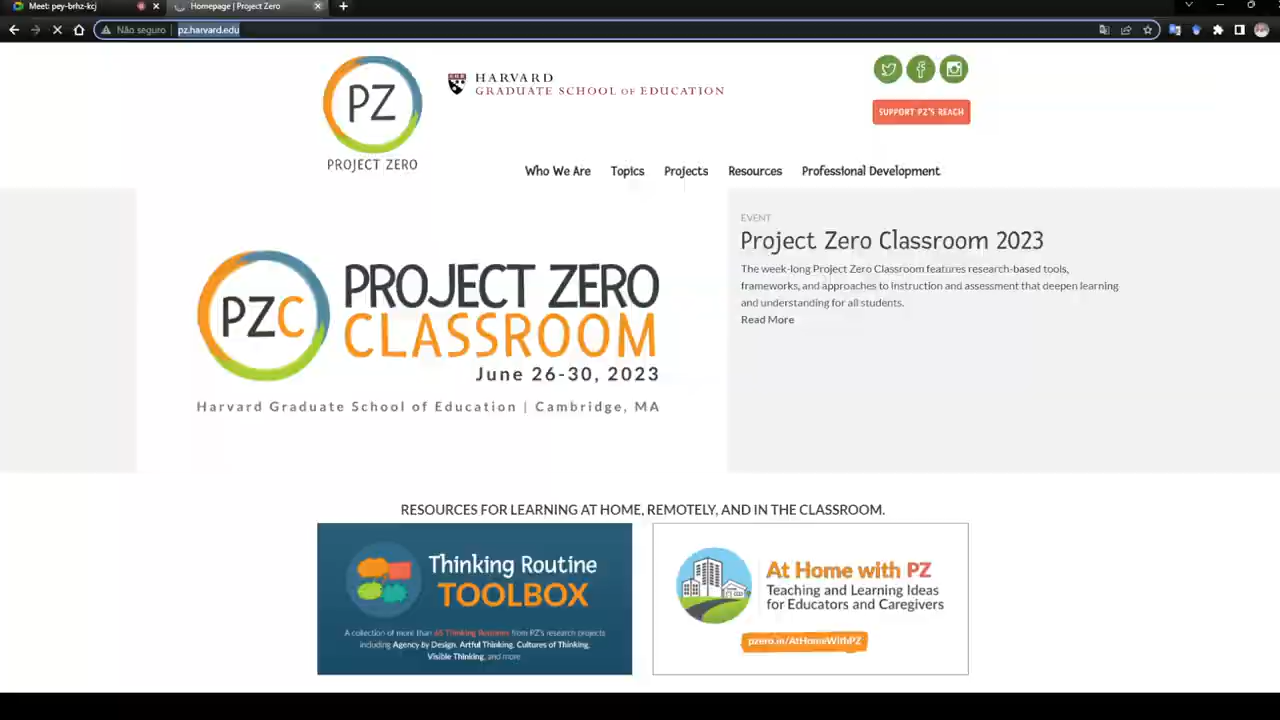 Meet: pey-brhz-kcj
Homepage | Project Zero
Não seguro
pz.harvard.edu
PZ
PROJECT ZERO
HARVARD
GRADUATE SCHOOL OF EDUCATION
SUPPORT PZ'S REACH
Who We Are
Topics
Projects
Resources
Professional Development
PZC
PROJECT ZERO
CLASSROOM
June 26-30, 2023
Harvard Graduate School of Education | Cambridge, MA
EVENT
Project Zero Classroom 2023
The week-long Project Zero Classroom features research-based tools,
frameworks, and approaches to instruction and assessment that deepen learning
and understanding for all students.
Read More
RESOURCES FOR LEARNING AT HOME, REMOTELY, AND IN THE CLASSROOM.
Thinking Routine
TOOLBOX
A collection of more than 65 Thinking Routines from PZ's research projects
including Agency by Design, Artful Thinking, Cultures of Thinking,
Visible Thinking, and more
At Home with PZ
Teaching and Learning Ideas
for Educators and Caregivers
pzero.in/AtHomeWithPZ